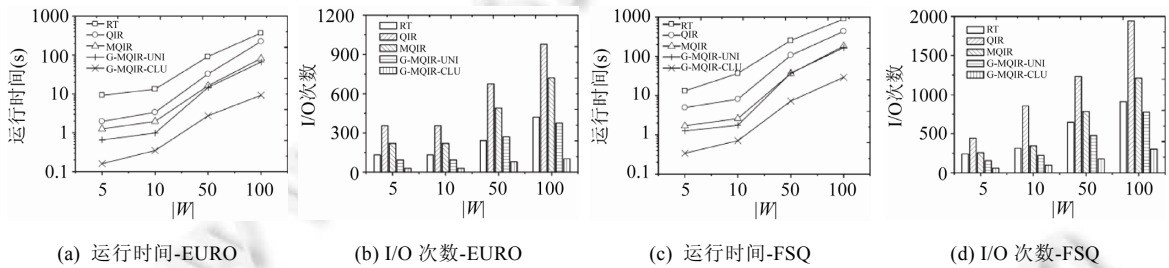 运行时间(s)
1000
100
10
1
0.1
RT
QIR
MQIR
G-MQIR-UNI
G-MQIR-CLU
5 10 50 100
|W|
(a) 运行时间-EURO
I/O次数
1200
900
600
300
0
RT
QIR
MQIR
G-MQIR-UNI
G-MQIR-CLU
5 10 50 100
|W|
(b) I/O 次数-EURO
运行时间(s)
1000
100
10
1
0.1
RT
QIR
MQIR
G-MQIR-UNI
G-MQIR-CLU
5 10 50 100
|W|
(c) 运行时间-FSQ
I/O次数
2000
1500
1000
500
0
RT
QIR
MQIR
G-MQIR-UNI
G-MQIR-CLU
5 10 50 100
|W|
(d) I/O 次数-FSQ